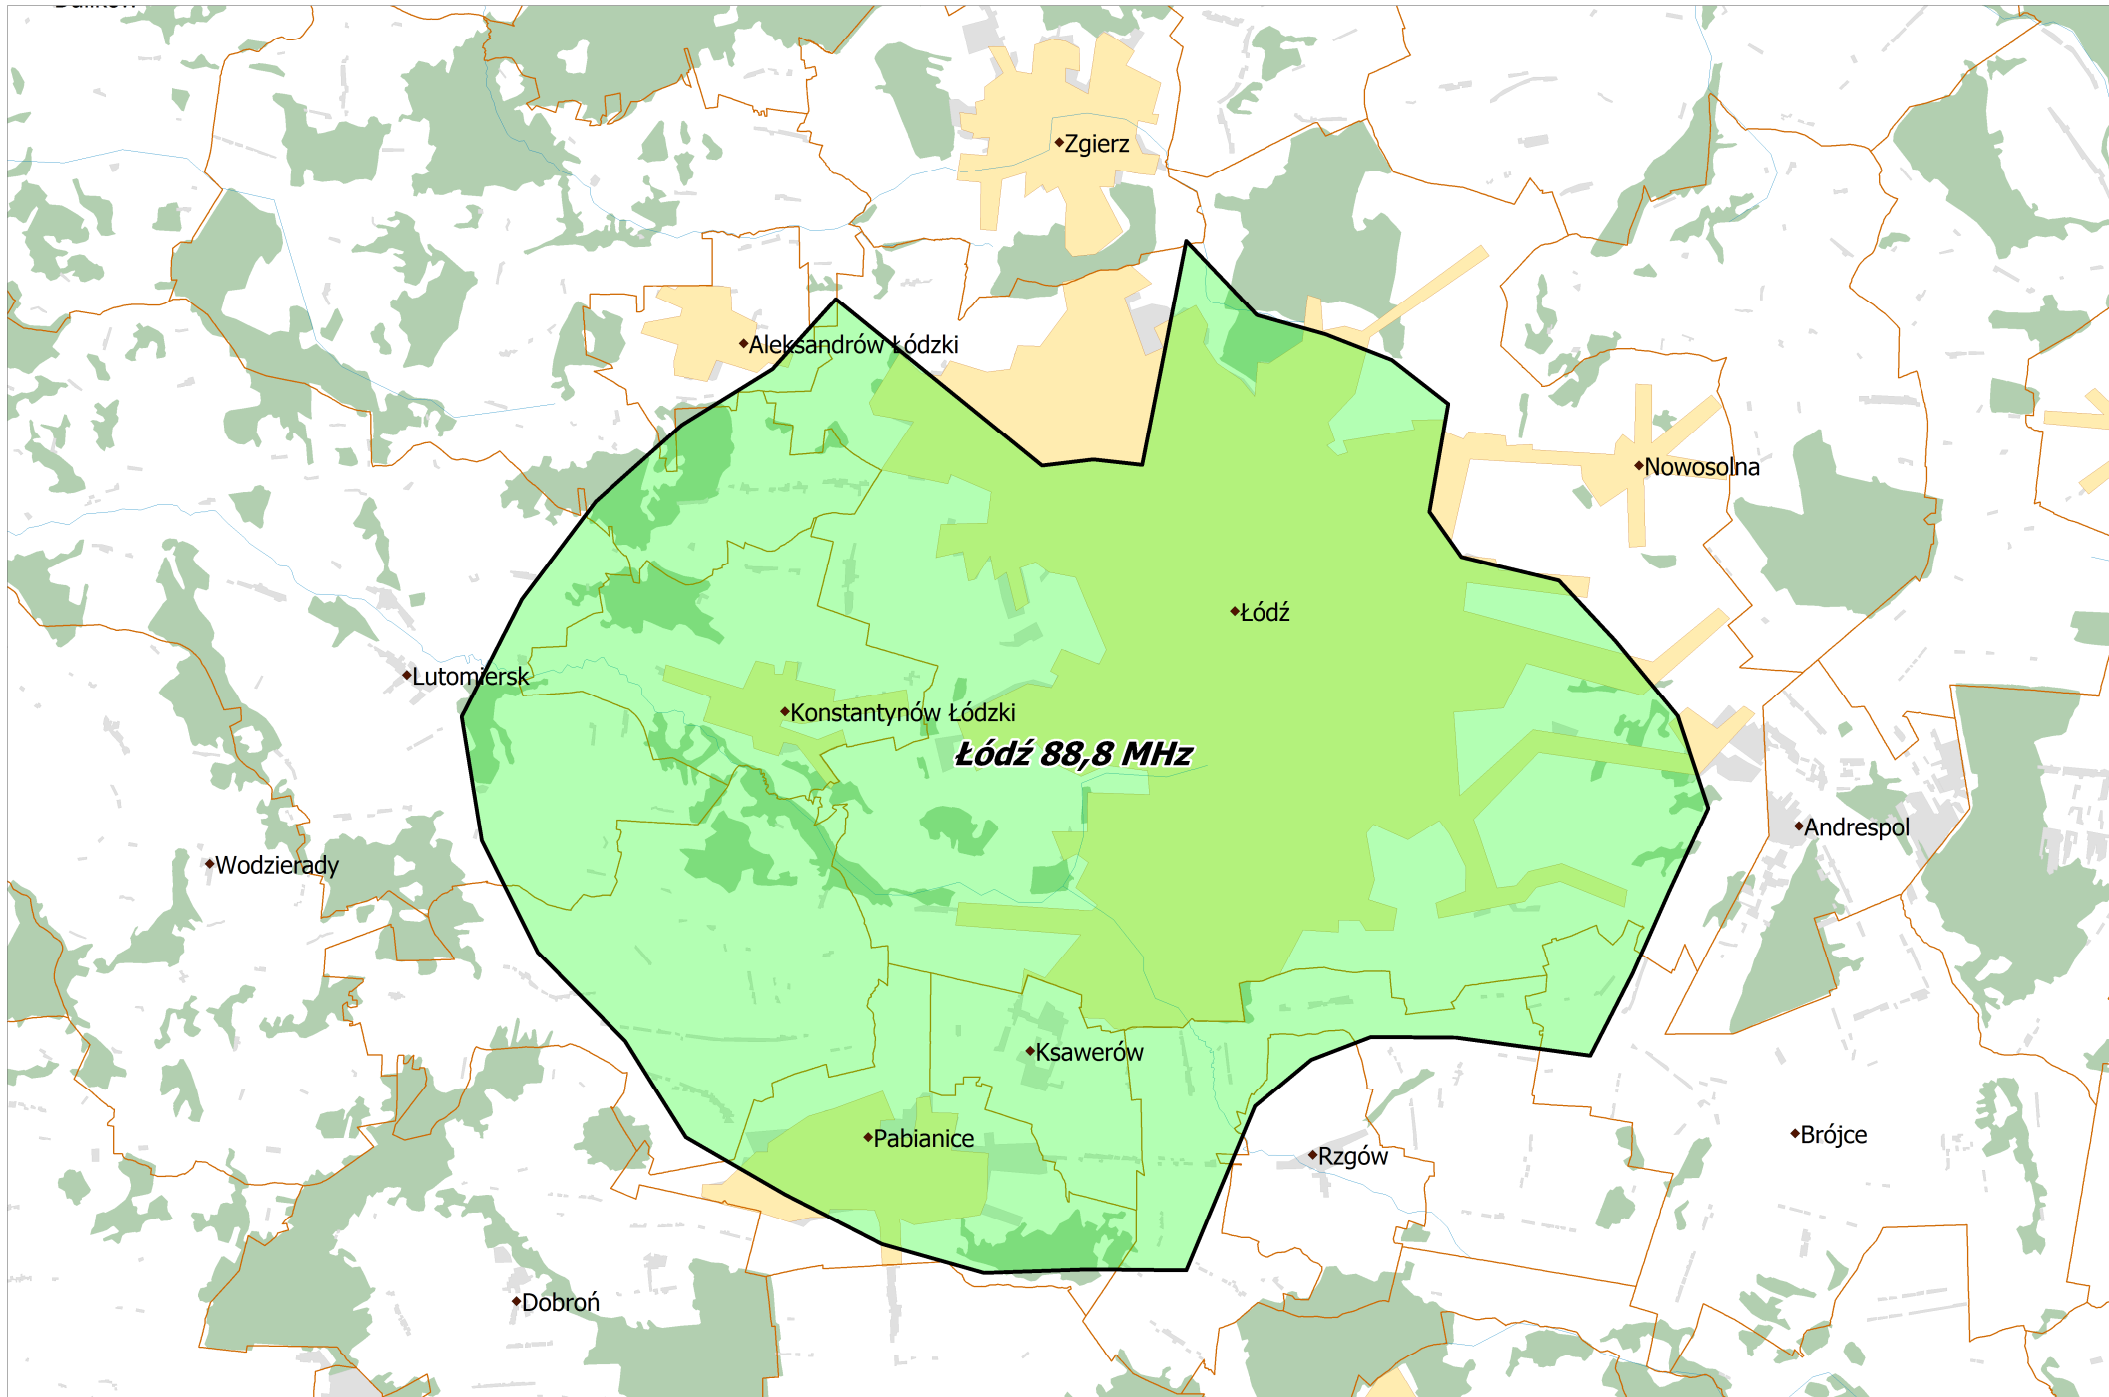 Zgierz
Aleksandrów Łódzki
Nowosolna
Łódź
Lutomiersk
Konstantynów Łódzki
Łódź 88,8 MHz
Andrespol
Wodzierady
Ksawerów
Pabianice
Brójce
Rzgów
Dobroń